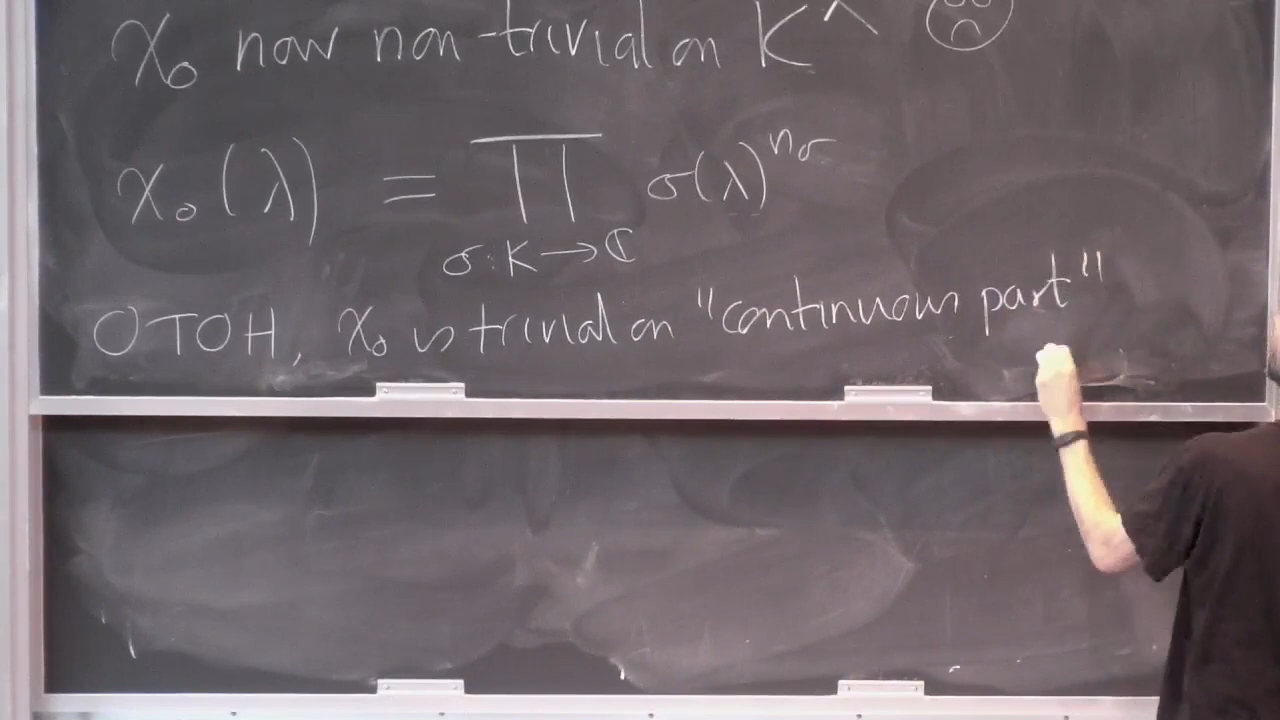 χ₀ now non-trivial on K^×
χ₀(λ) = ∏ σ(λ)^{n_σ}
σ: K → ℂ
OTOH, χ₀ is trivial on "continuous part"